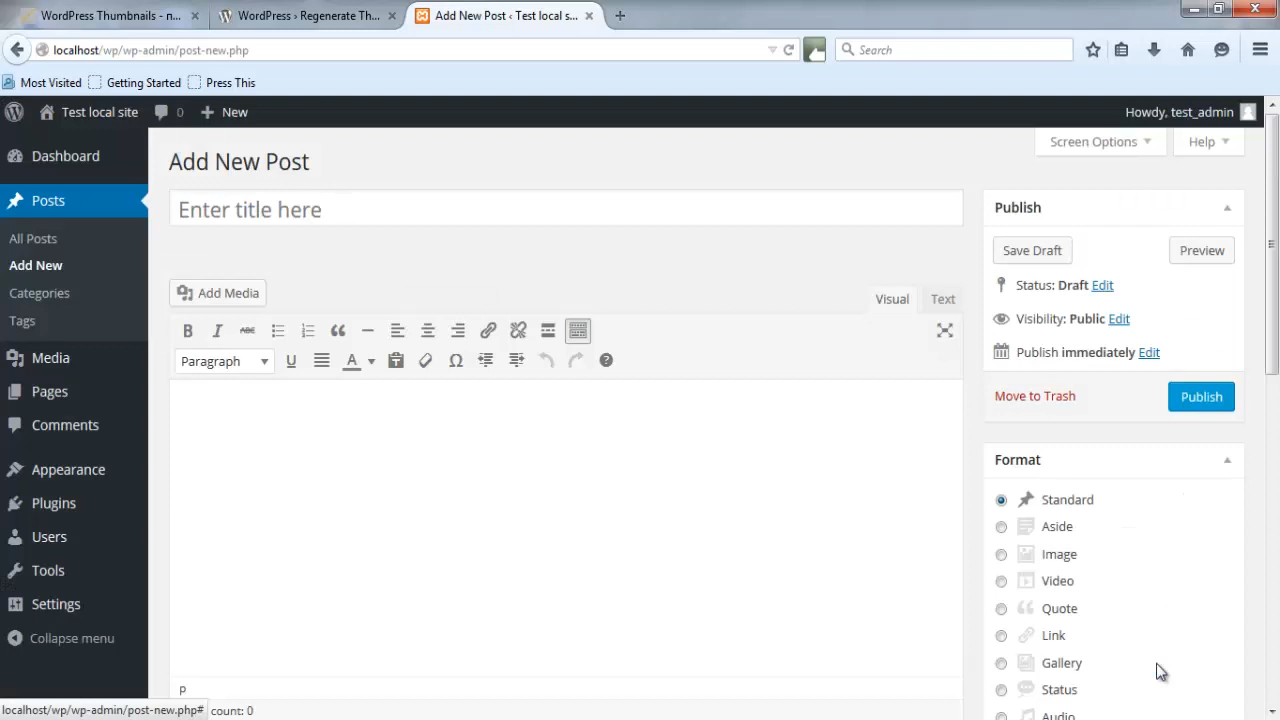 WordPress Thumbnails - n...
WordPress › Regenerate Th...
Add New Post ‹ Test local s...
localhost/wp/wp-admin/post-new.php
Search
Most Visited Getting Started Press This
Test local site 0 New Howdy, test_admin
Screen Options Help
Dashboard
Posts
All Posts
Add New
Categories
Tags
Media
Pages
Comments
Appearance
Plugins
Users
Tools
Settings
Collapse menu
Add New Post
Enter title here
Add Media
Visual Text
B I ABC
Paragraph U A
p
localhost/wp/wp-admin/post-new.php# count: 0
Publish
Save Draft Preview
Status: Draft Edit
Visibility: Public Edit
Publish immediately Edit
Move to Trash Publish
Format
Standard
Aside
Image
Video
Quote
Link
Gallery
Status
Audio